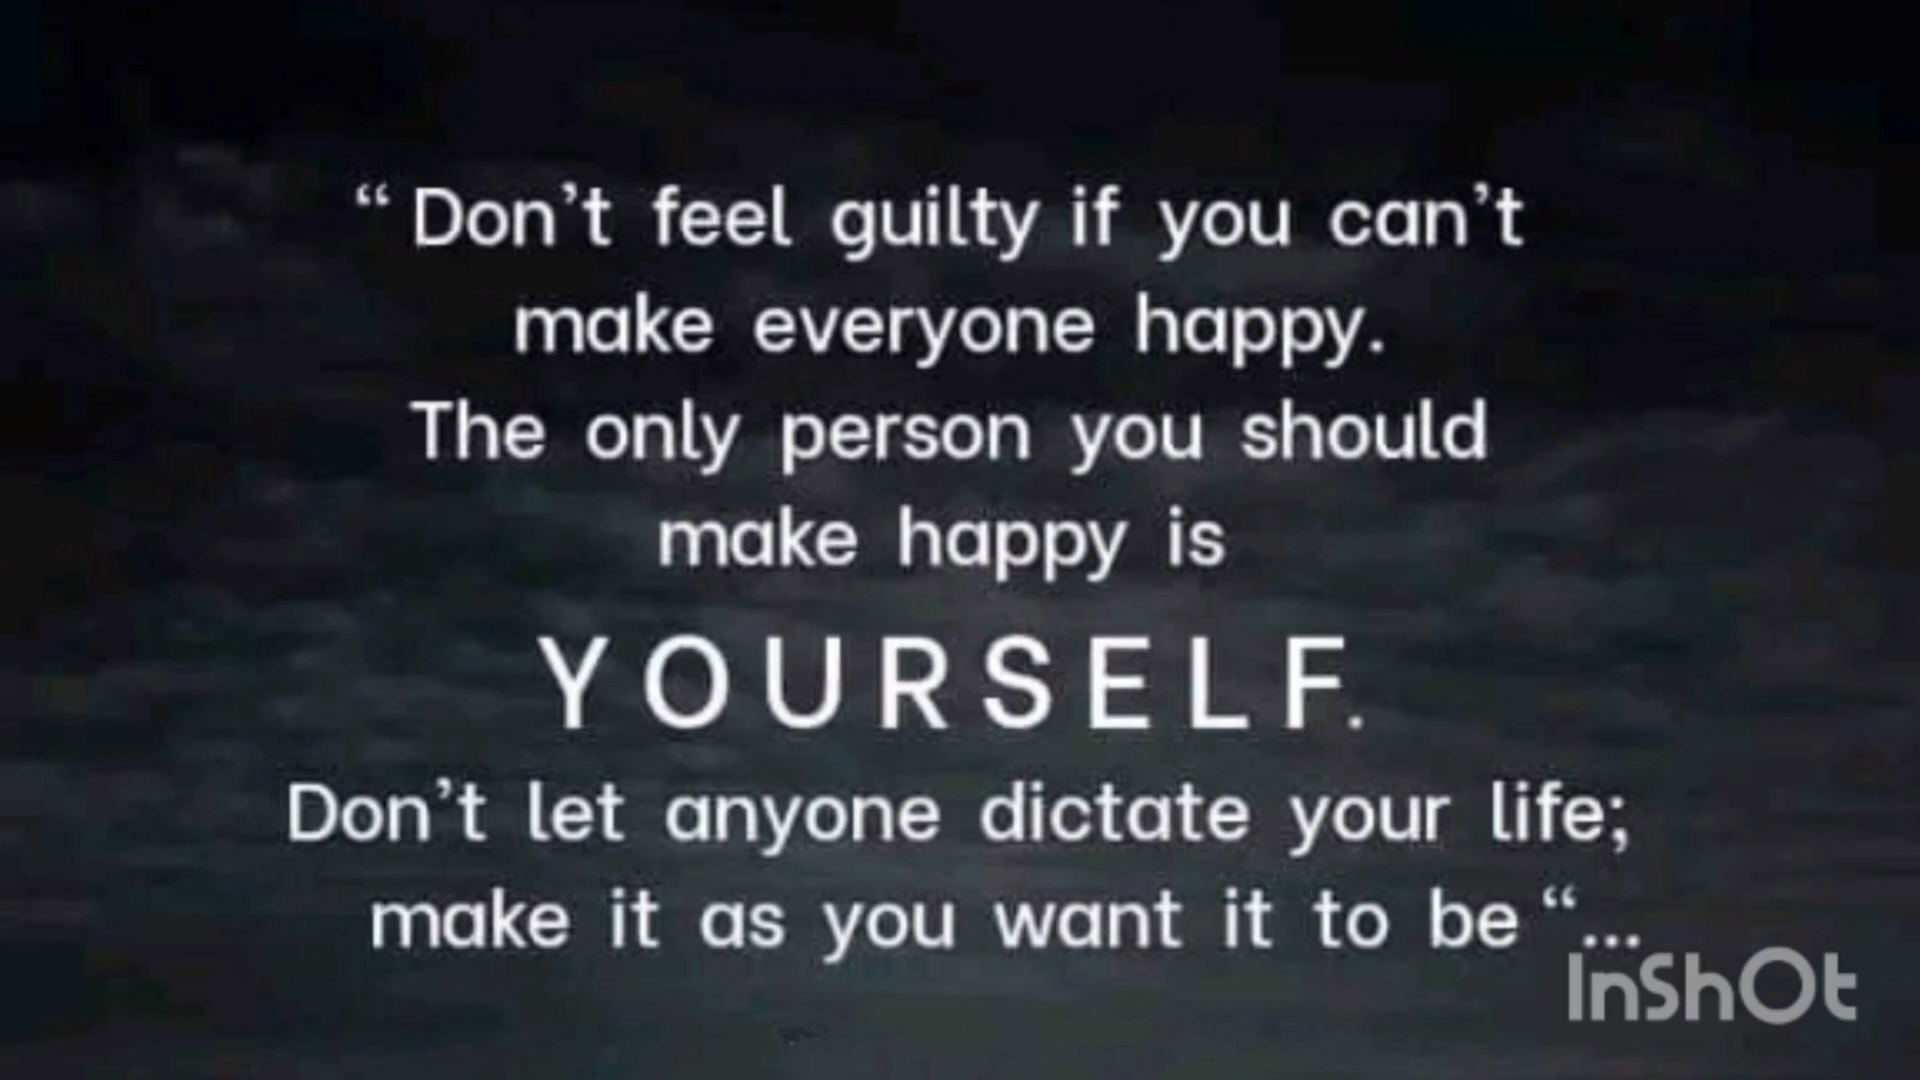 “ Don’t feel guilty if you can’t
make everyone happy.
The only person you should
make happy is
YOURSELF.
Don’t let anyone dictate your life;
make it as you want it to be “...
InShOt